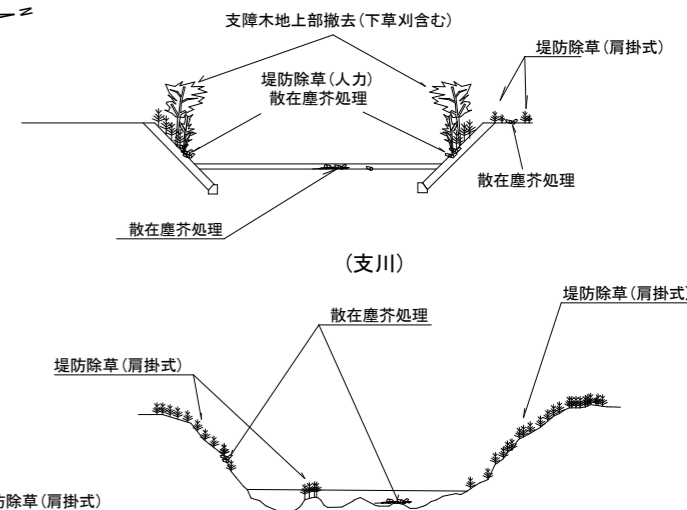 N
支障木地上部撤去(下草刈含む)
堤防除草(肩掛式)
堤防除草(人力)
散在塵芥処理
散在塵芥処理
散在塵芥処理
(支川)
堤防除草(肩掛式)
散在塵芥処理
堤防除草(肩掛式)
防除草(肩掛式)